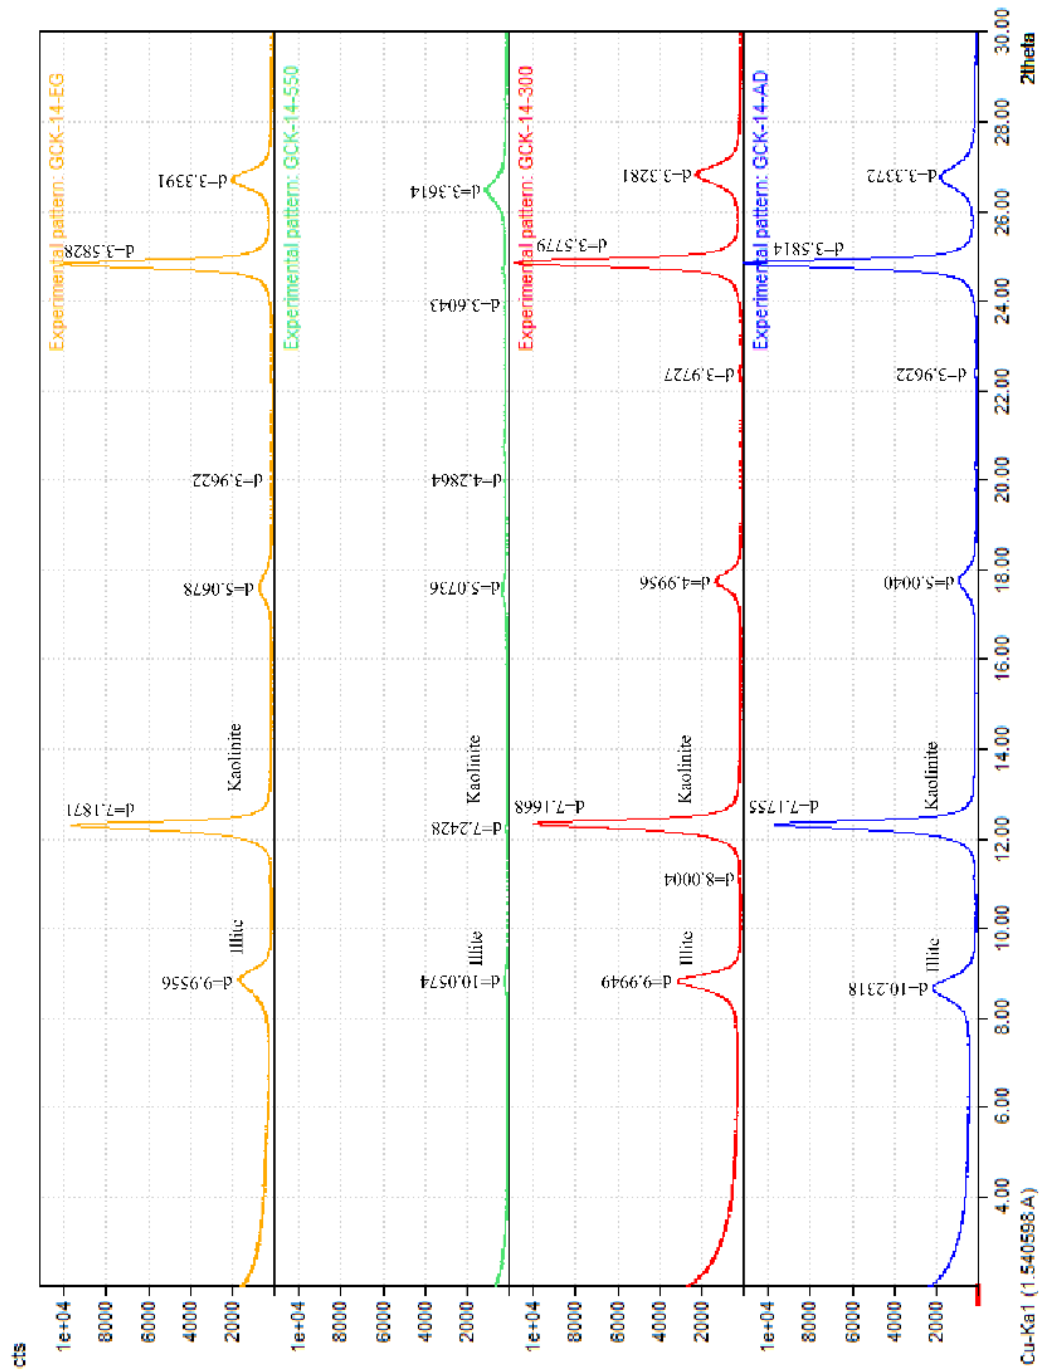 cts
Experimental pattern: GCK-14-EG
1e+04
8000
6000
4000
2000
d=9.9556
Illite
d=7.1871
Kaolinite
d=5.0678
d=3.9622
d=3.5828
d=3.3391
Experimental pattern: GCK-14-550
1e+04
8000
6000
4000
2000
d=10.0574
Illite
d=7.2428
Kaolinite
d=5.0736
d=4.2864
d=3.6043
d=3.3614
Experimental pattern: GCK-14-300
1e+04
8000
6000
4000
2000
d=9.9949
Illite
d=8.0004
d=7.1668
Kaolinite
d=4.9956
d=3.9727
d=3.5779
d=3.3281
Experimental pattern: GCK-14-AD
1e+04
8000
6000
4000
2000
d=10.2318
Illite
d=7.1755
Kaolinite
d=5.0040
d=3.9622
d=3.5814
d=3.3372
4.00 6.00 8.00 10.00 12.00 14.00 16.00 18.00 20.00 22.00 24.00 26.00 28.00 30.00
Cu-Ka1 (1.540598 A) 2theta